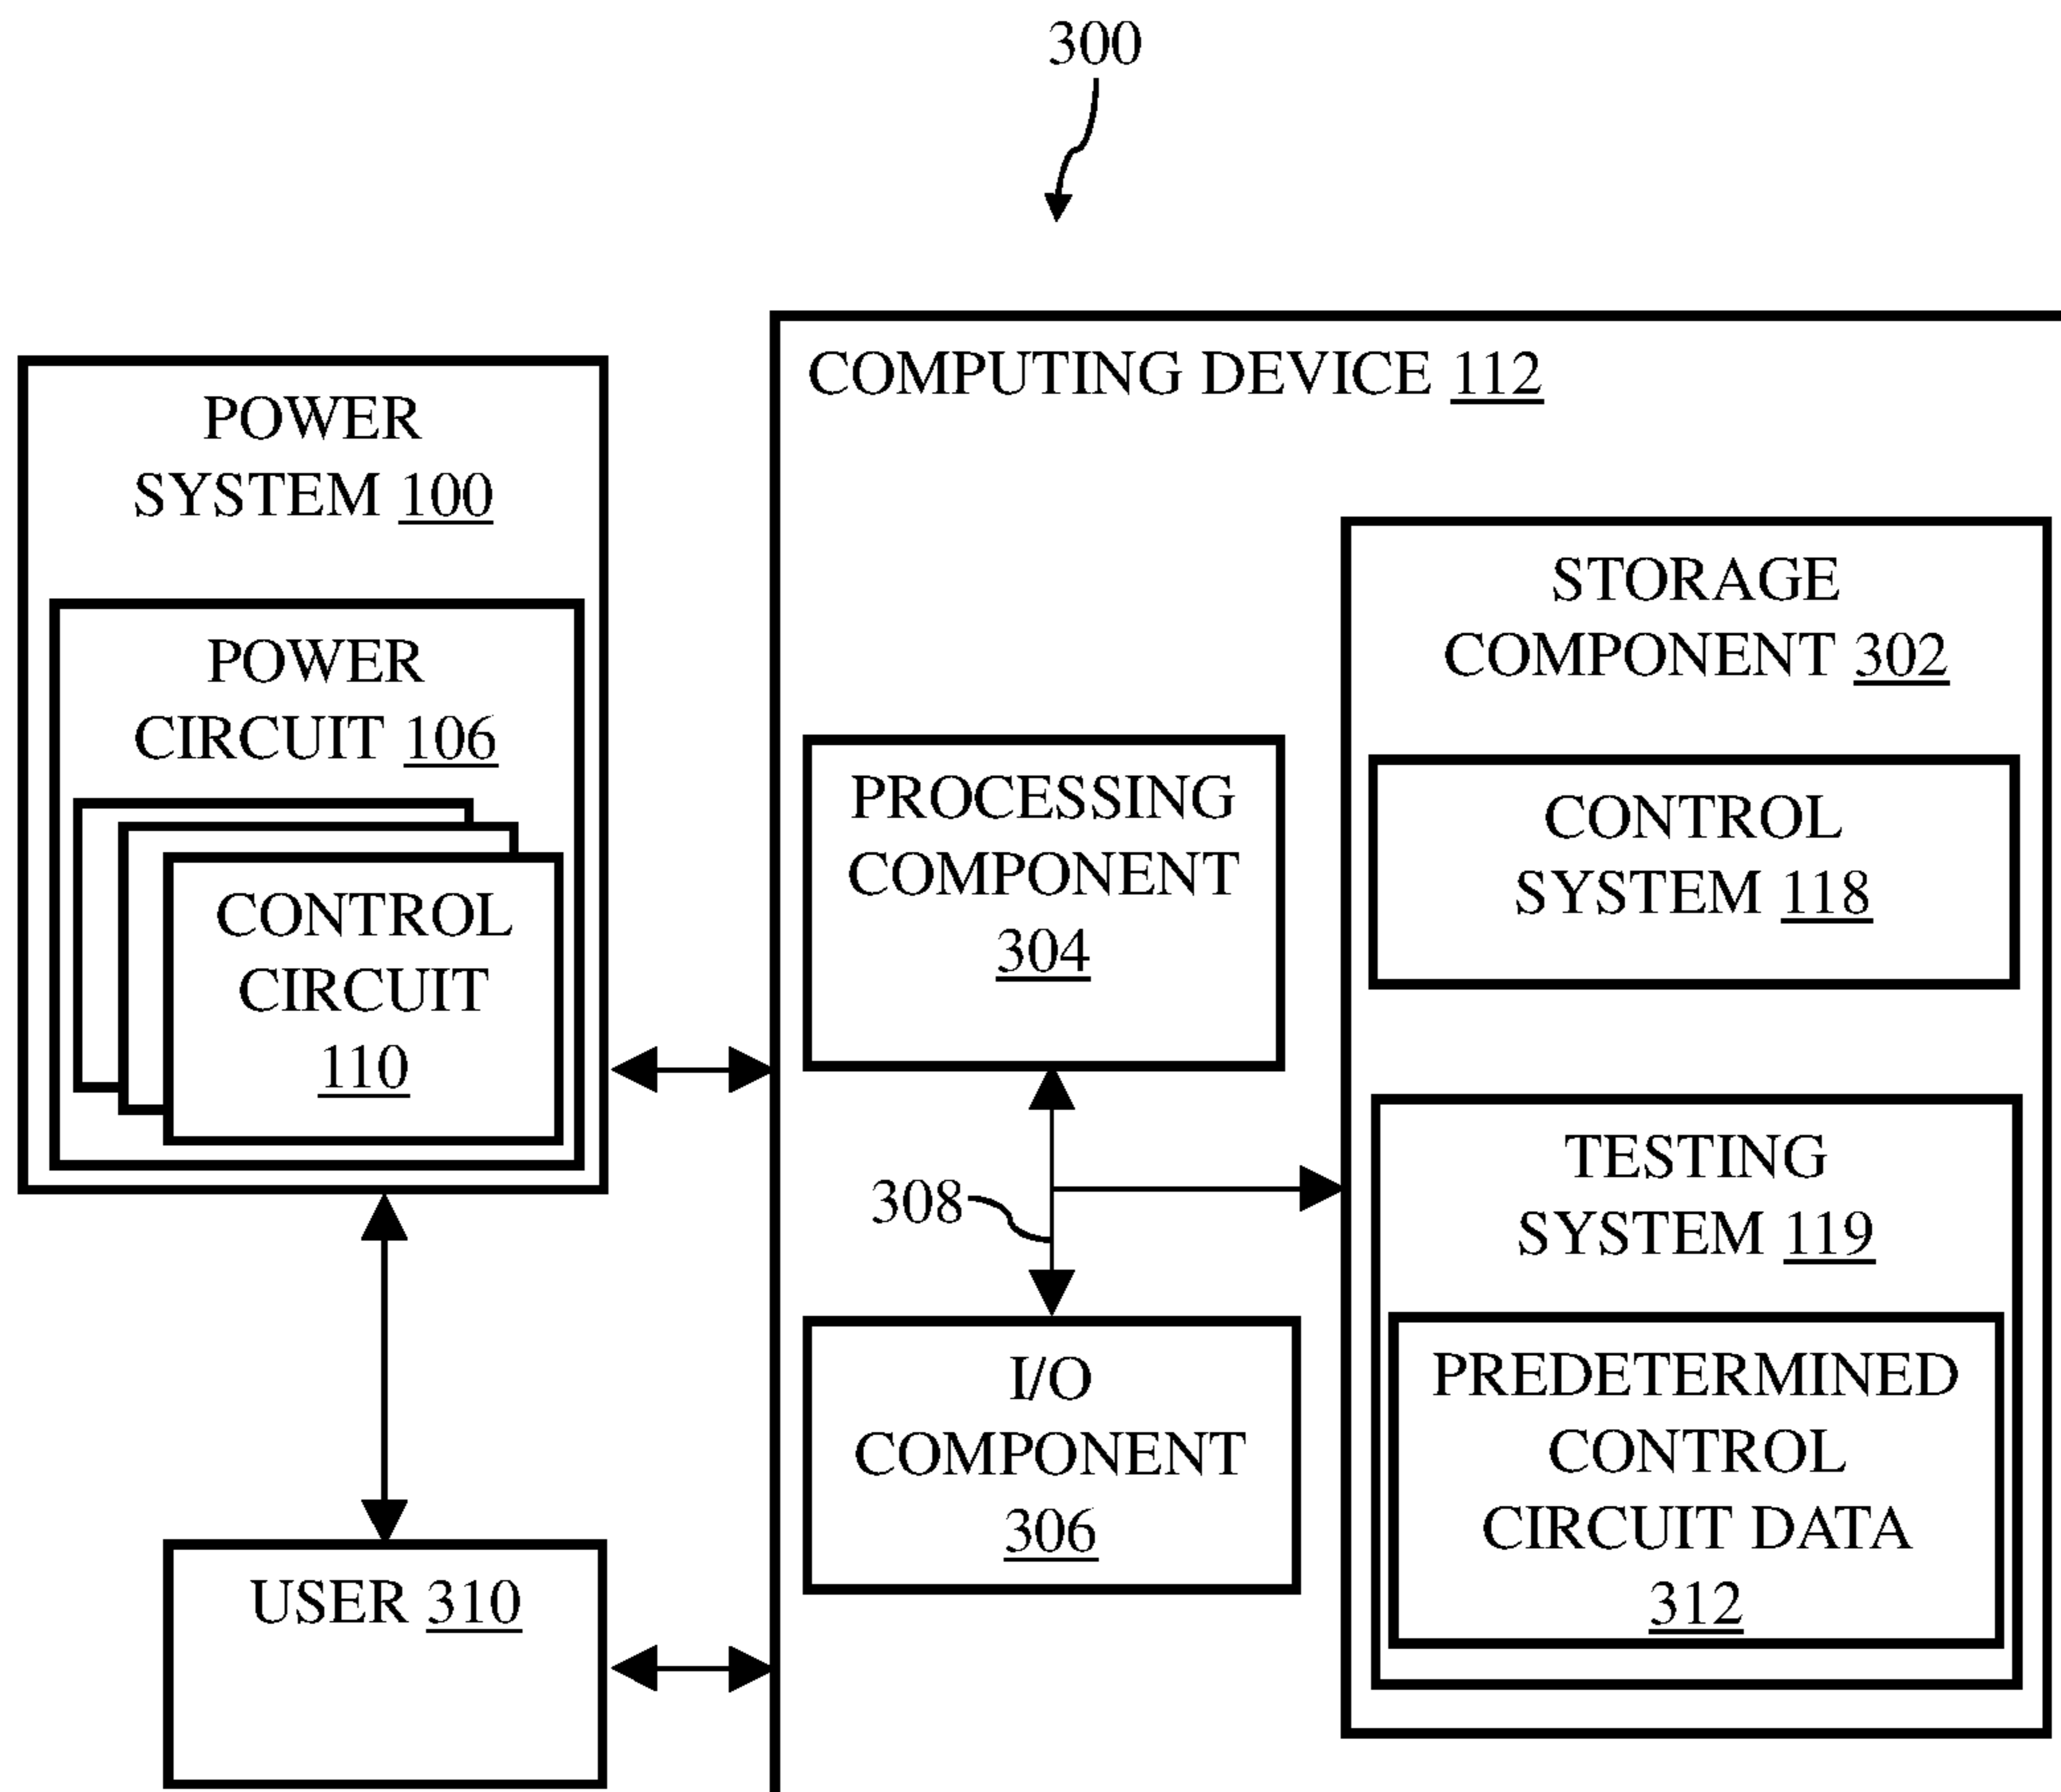 300
POWER
SYSTEM 100
POWER
CIRCUIT 106
CONTROL
CIRCUIT
110
USER 310
COMPUTING DEVICE 112
PROCESSING
COMPONENT
304
308
I/O
COMPONENT
306
STORAGE
COMPONENT 302
CONTROL
SYSTEM 118
TESTING
SYSTEM 119
PREDETERMINED
CONTROL
CIRCUIT DATA
312